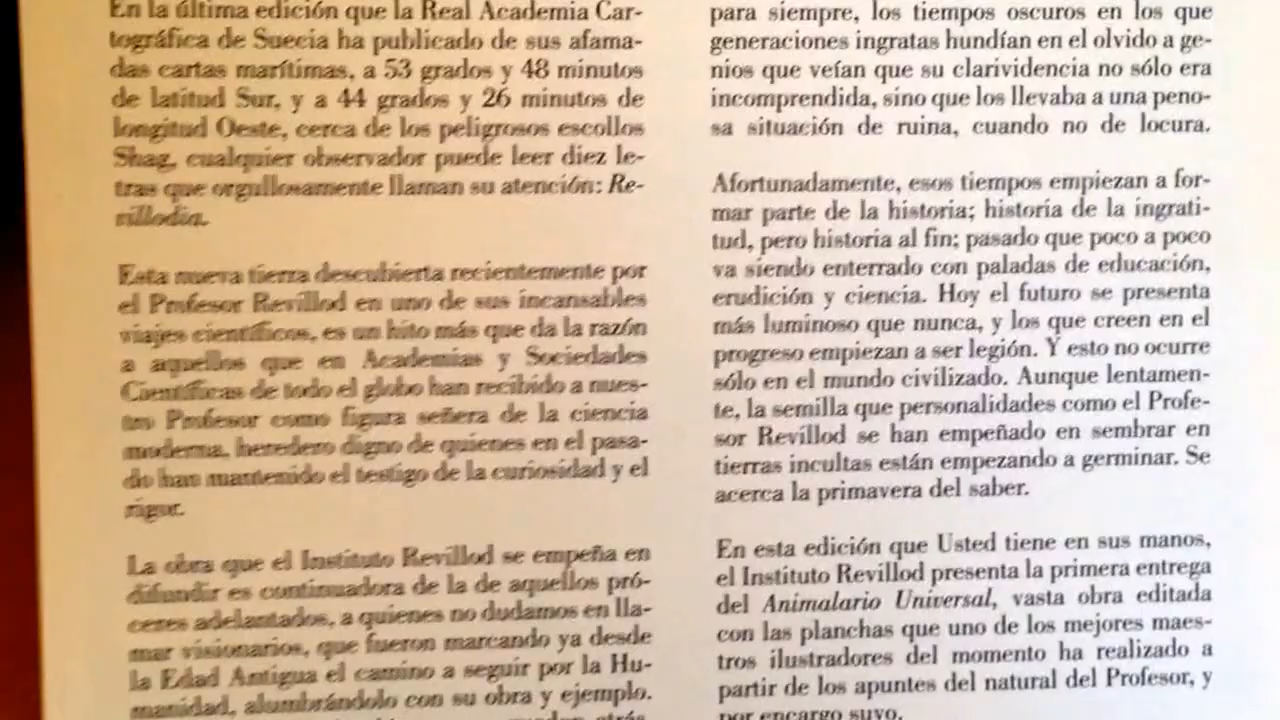 En la última edición que la Real Academia Car-
tográfica de Suecia ha publicado de sus afama-
das cartas marítimas, a 53 grados y 48 minutos
de latitud Sur, y a 44 grados y 26 minutos de
longitud Oeste, cerca de los peligrosos escollos
Shag, cualquier observador puede leer diez le-
tras que orgullosamente llaman su atención: Re-
villodia.
Esta nueva tierra descubierta recientemente por
el Profesor Revillod en uno de sus incansables
viajes científicos, es un hito más que da la razón
a aquellos que en Academias y Sociedades
Científicas de todo el globo han recibido a nues-
tro Profesor como figura señera de la ciencia
moderna, heredero digno de quienes en el pasa-
do han mantenido el testigo de la curiosidad y el
rigor.
La obra que el Instituto Revillod se empeña en
difundir es continuadora de la de aquellos pró-
ceres adelantados, a quienes no dudamos en lla-
mar visionarios, que fueron marcando ya desde
la Edad Antigua el camino a seguir por la Hu-
manidad, alumbrándolo con su obra y ejemplo.
para siempre, los tiempos oscuros en los que
generaciones ingratas hundían en el olvido a ge-
nios que veían que su clarividencia no sólo era
incomprendida, sino que los llevaba a una peno-
sa situación de ruina, cuando no de locura.
Afortunadamente, esos tiempos empiezan a for-
mar parte de la historia; historia de la ingrati-
tud, pero historia al fin; pasado que poco a poco
va siendo enterrado con paladas de educación,
erudición y ciencia. Hoy el futuro se presenta
más luminoso que nunca, y los que creen en el
progreso empiezan a ser legión. Y esto no ocurre
sólo en el mundo civilizado. Aunque lentamen-
te, la semilla que personalidades como el Profe-
sor Revillod se han empeñado en sembrar en
tierras incultas están empezando a germinar. Se
acerca la primavera del saber.
En esta edición que Usted tiene en sus manos,
el Instituto Revillod presenta la primera entrega
del Animalario Universal, vasta obra editada
con las planchas que uno de los mejores maes-
tros ilustradores del momento ha realizado a
partir de los apuntes del natural del Profesor, y
por encargo suyo.